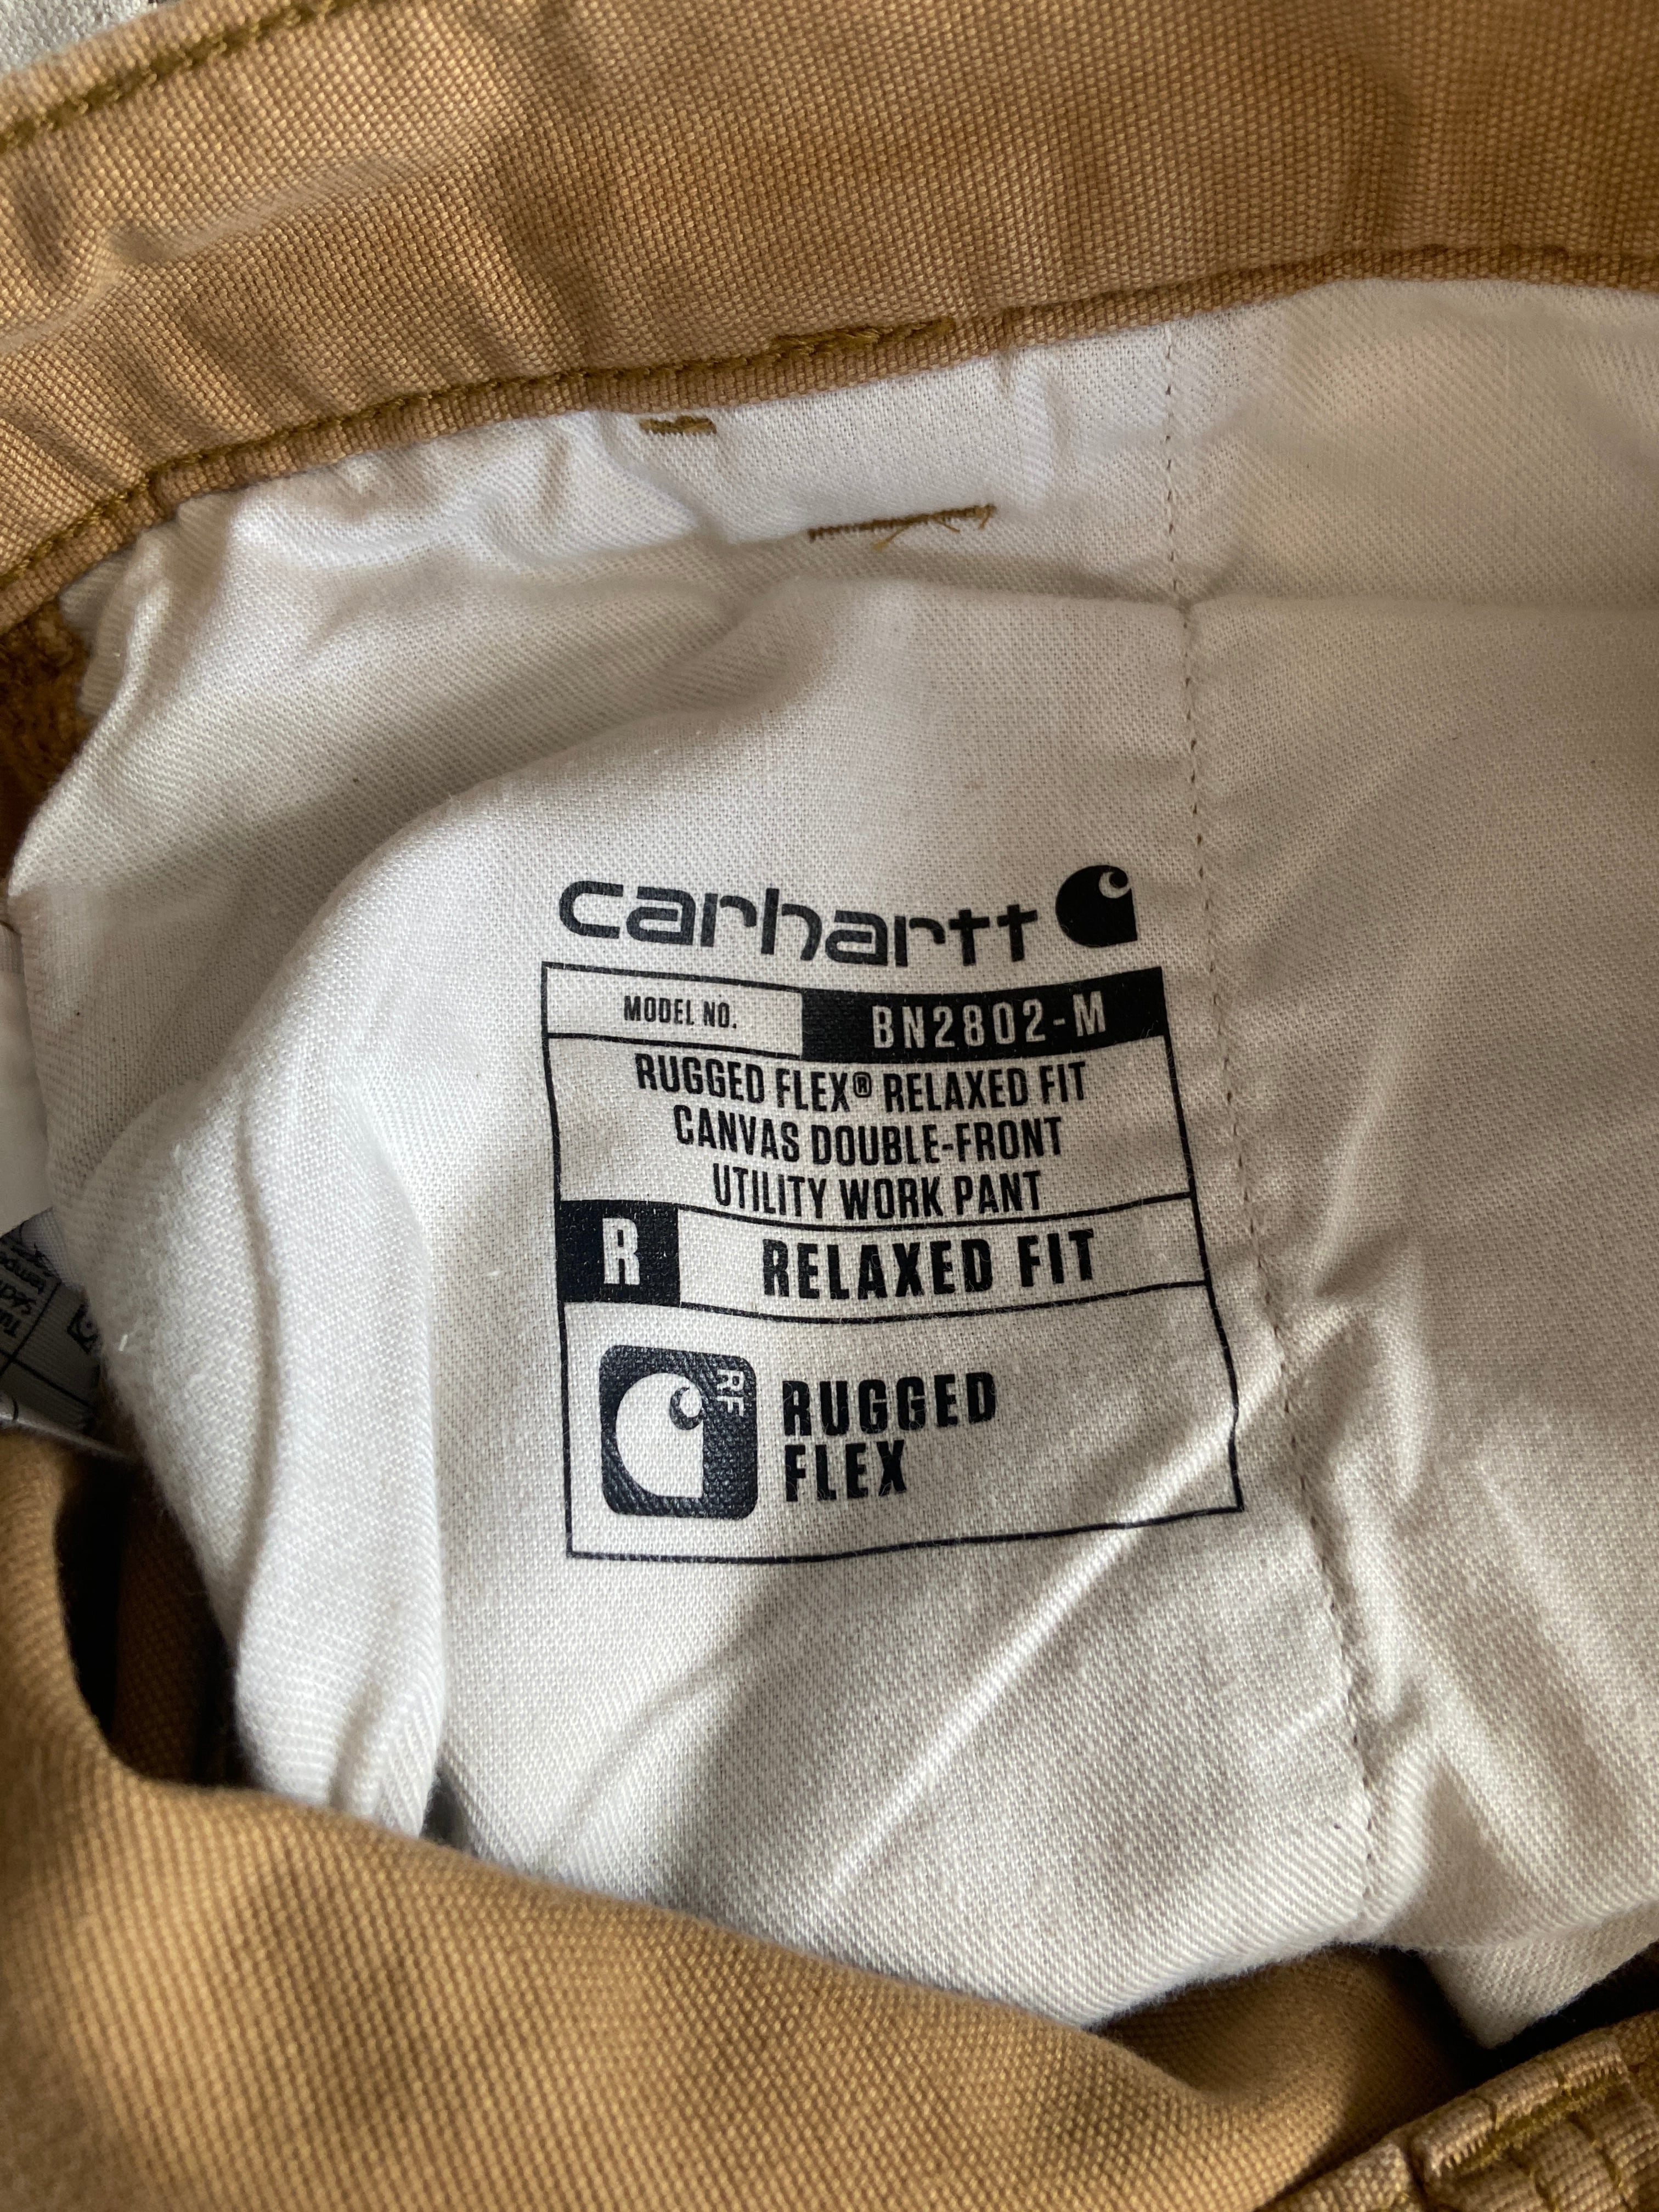 carhartt
MODEL NO. BN2802-M
RUGGED FLEX® RELAXED FIT
CANVAS DOUBLE-FRONT
UTILITY WORK PANT
R RELAXED FIT
RF
RUGGED
FLEX